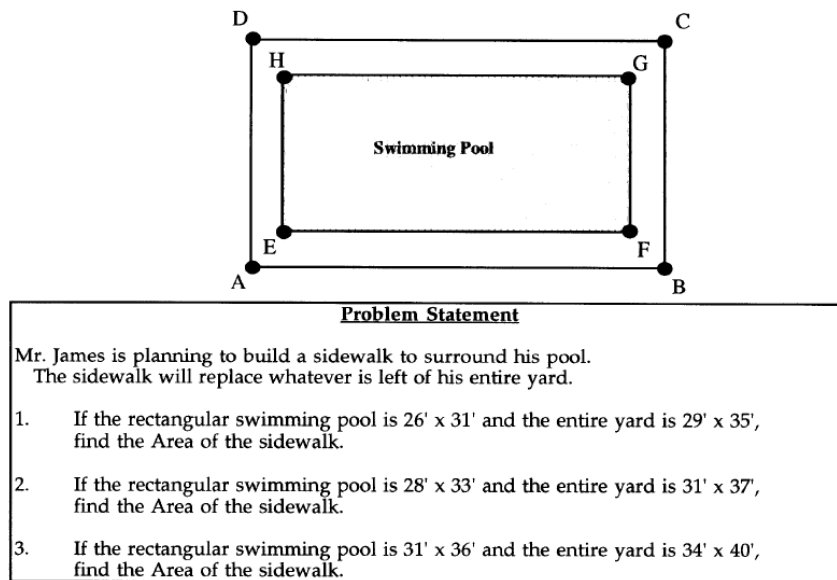 D
C
H
G
Swimming Pool
E
F
A
B
Problem Statement
Mr. James is planning to build a sidewalk to surround his pool.
The sidewalk will replace whatever is left of his entire yard.
1. If the rectangular swimming pool is 26' x 31' and the entire yard is 29' x 35',
find the Area of the sidewalk.
2. If the rectangular swimming pool is 28' x 33' and the entire yard is 31' x 37',
find the Area of the sidewalk.
3. If the rectangular swimming pool is 31' x 36' and the entire yard is 34' x 40',
find the Area of the sidewalk.